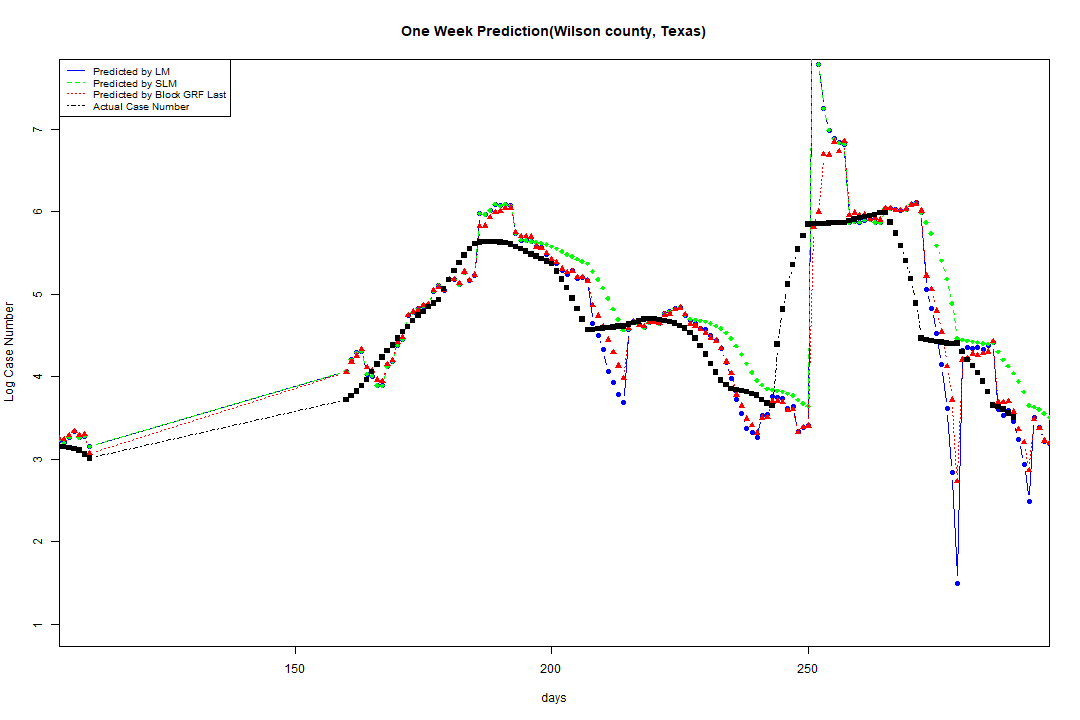 One Week Prediction(Wilson county, Texas)
Predicted by LM
Predicted by SLM
Predicted by Block GRF Last
Actual Case Number
Log Case Number
7
6
5
4
3
2
1
150 200 250
days